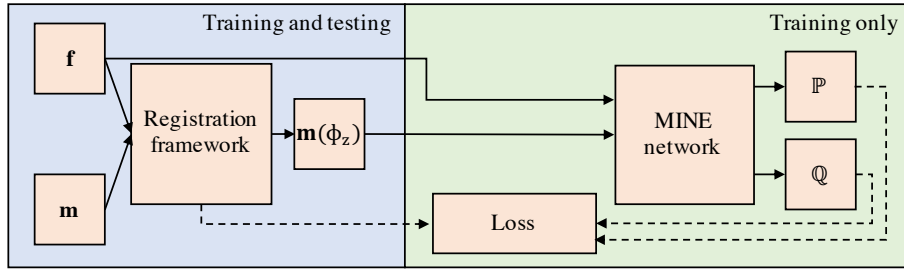 Training and testing
Training only
f
m
Registration
framework
m(ϕz)
MINE
network
ℙ
ℚ
Loss